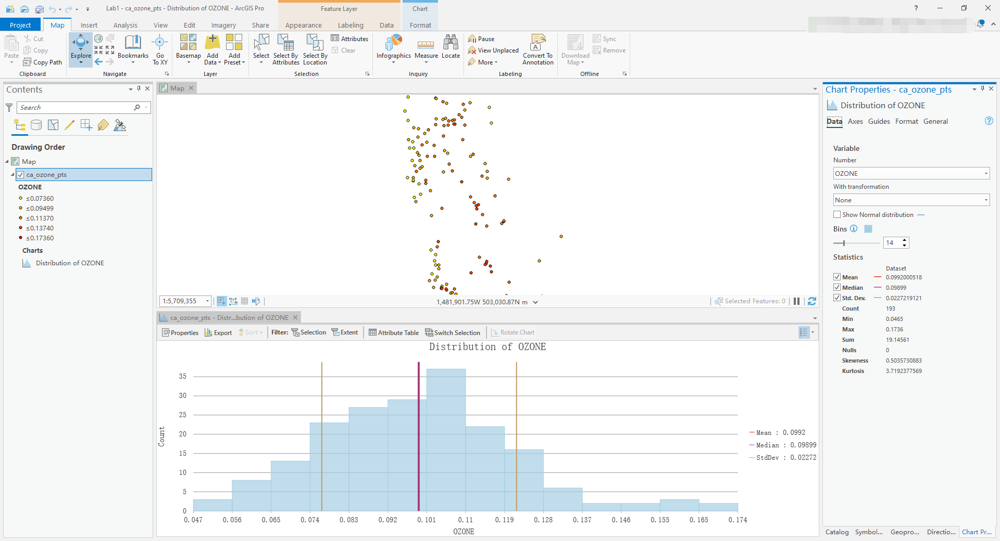 Lab1 - ca_ozone_pts - Distribution of OZONE - ArcGIS Pro
Feature Layer
Chart
?
Project
Map
Insert
Analysis
View
Edit
Imagery
Share
Appearance
Labeling
Data
Format
Paste
Cut
Copy
Copy Path
Clipboard
Explore
Bookmarks
Go
To XY
Navigate
Basemap
Add
Data
Add
Preset
Layer
Select
Select By
Attributes
Select By
Location
Attributes
Clear
Selection
Infographics
Measure
Locate
Inquiry
Pause
View Unplaced
More
Convert To
Annotation
Labeling
Download
Map
Sync
Remove
Offline
Contents
Search
Drawing Order
Map
ca_ozone_pts
OZONE
≤0.07360
≤0.09499
≤0.11370
≤0.13740
≤0.17360
Charts
Distribution of OZONE
Map
1:5,709,355
1,481,901.75W 503,030.87N m
Selected Features: 0
ca_ozone_pts - Distr...bution of OZONE
Properties
Export
Sort
Filter:
Selection
Extent
Attribute Table
Switch Selection
Rotate Chart
Distribution of OZONE
Count
35
30
25
20
15
10
5
0
0.047
0.056
0.065
0.074
0.083
0.092
0.101
0.11
0.119
0.128
0.137
0.146
0.155
0.165
0.174
OZONE
Mean : 0.0992
Median : 0.09899
StdDev : 0.02272
Chart Properties - ca_ozone_pts
Distribution of OZONE
Data
Axes
Guides
Format
General
?
Variable
Number
OZONE
With transformation
None
Show Normal distribution
Bins
14
Statistics
Dataset
Mean 0.0992000518
Median 0.09899
Std. Dev. 0.0227219121
Count 193
Min 0.0465
Max 0.1736
Sum 19.14561
Nulls 0
Skewness 0.5035730883
Kurtosis 3.7192377569
Catalog
Symbol...
Geopro...
Directio...
Chart Pr...